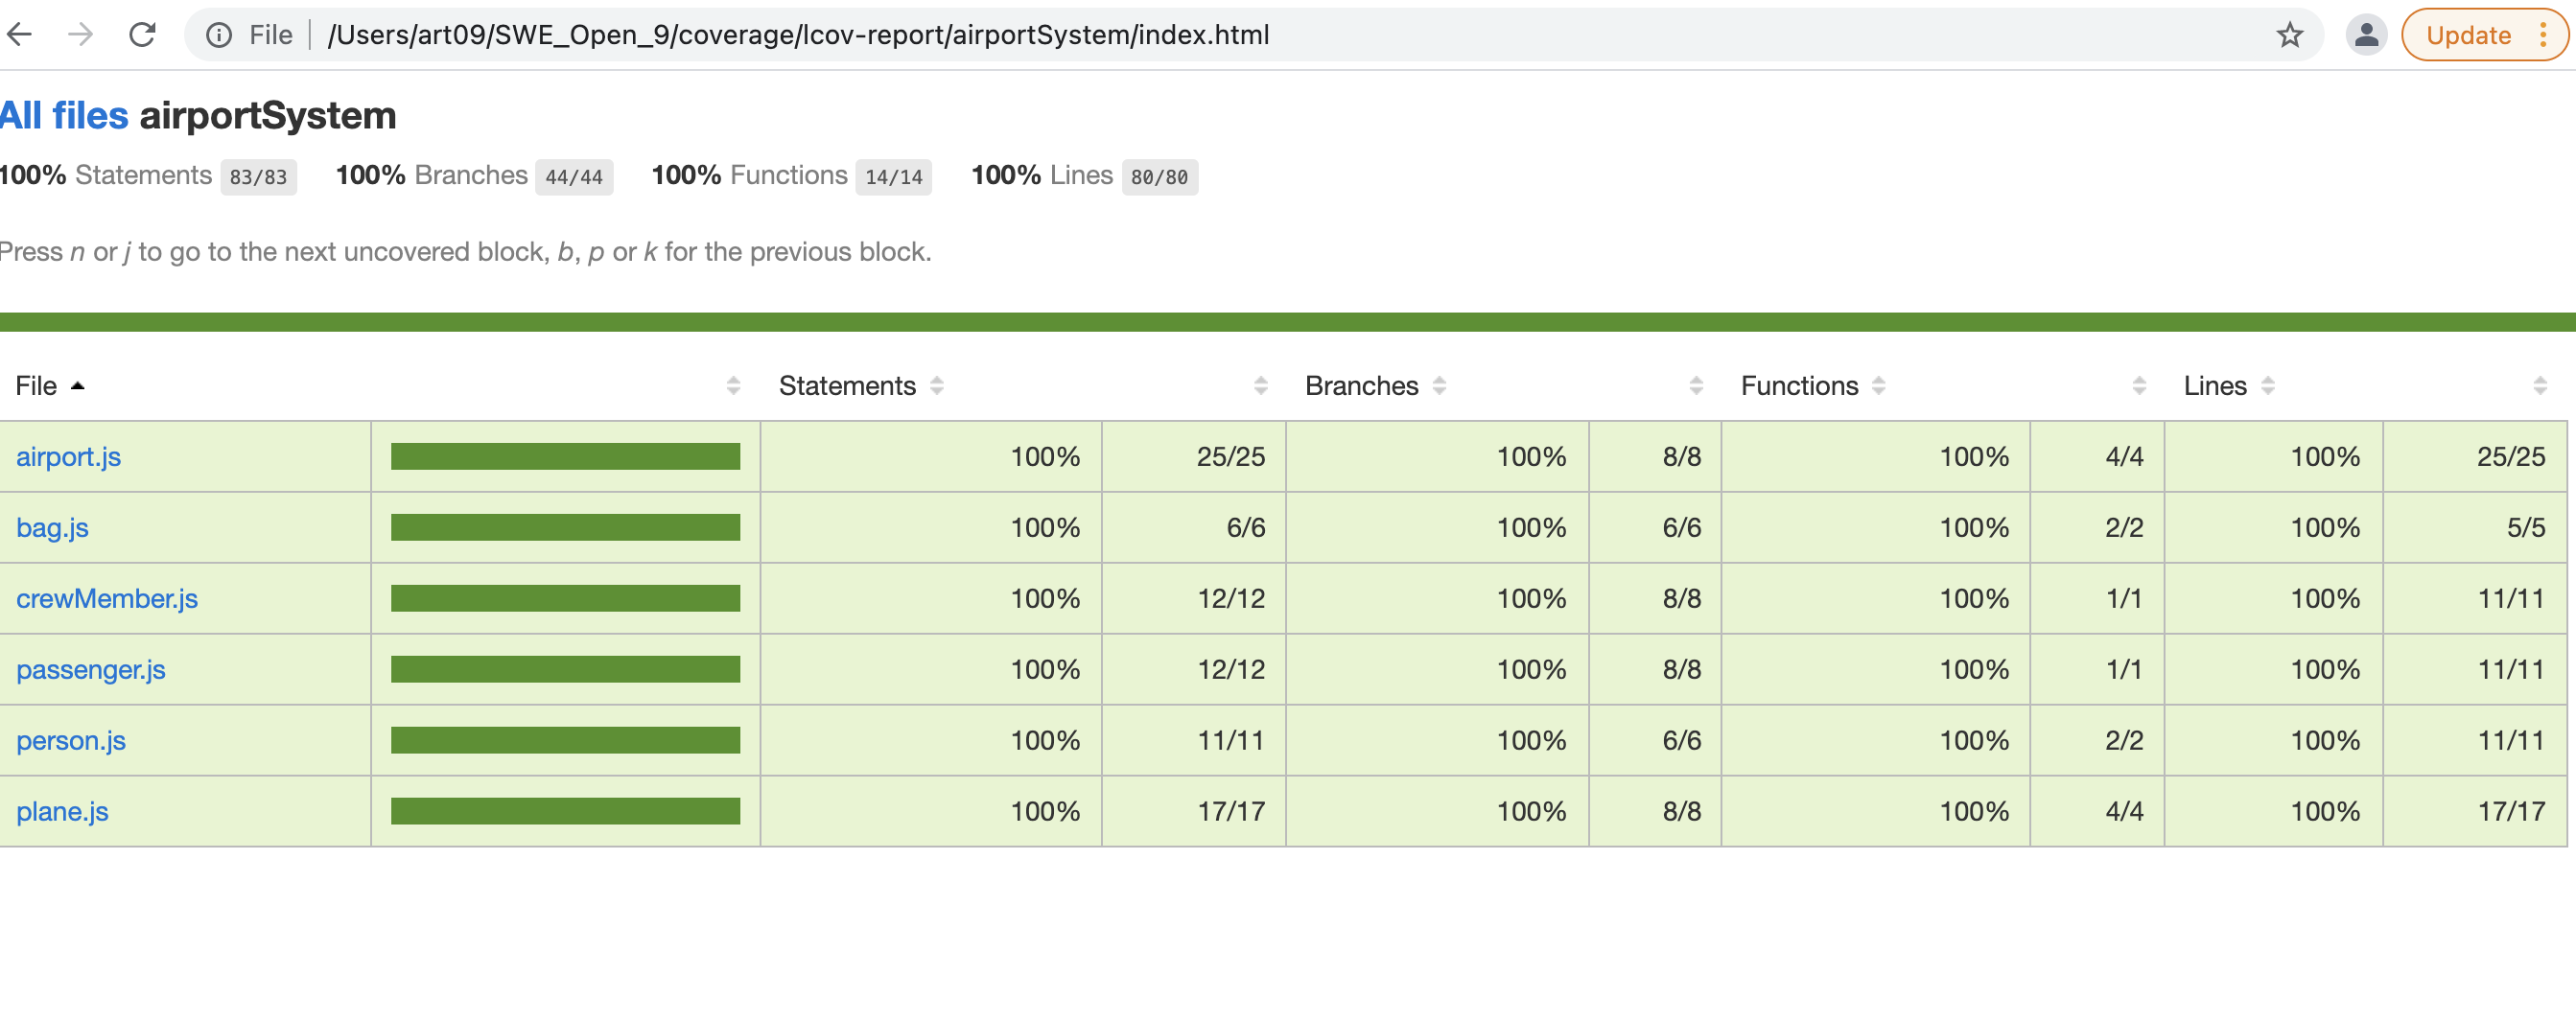 File /Users/art09/SWE_Open_9/coverage/lcov-report/airportSystem/index.html Update
All files airportSystem
100% Statements 83/83 100% Branches 44/44 100% Functions 14/14 100% Lines 80/80
Press n or j to go to the next uncovered block, b, p or k for the previous block.
File Statements Branches Functions Lines
airport.js 100% 25/25 100% 8/8 100% 4/4 100% 25/25
bag.js 100% 6/6 100% 6/6 100% 2/2 100% 5/5
crewMember.js 100% 12/12 100% 8/8 100% 1/1 100% 11/11
passenger.js 100% 12/12 100% 8/8 100% 1/1 100% 11/11
person.js 100% 11/11 100% 6/6 100% 2/2 100% 11/11
plane.js 100% 17/17 100% 8/8 100% 4/4 100% 17/17